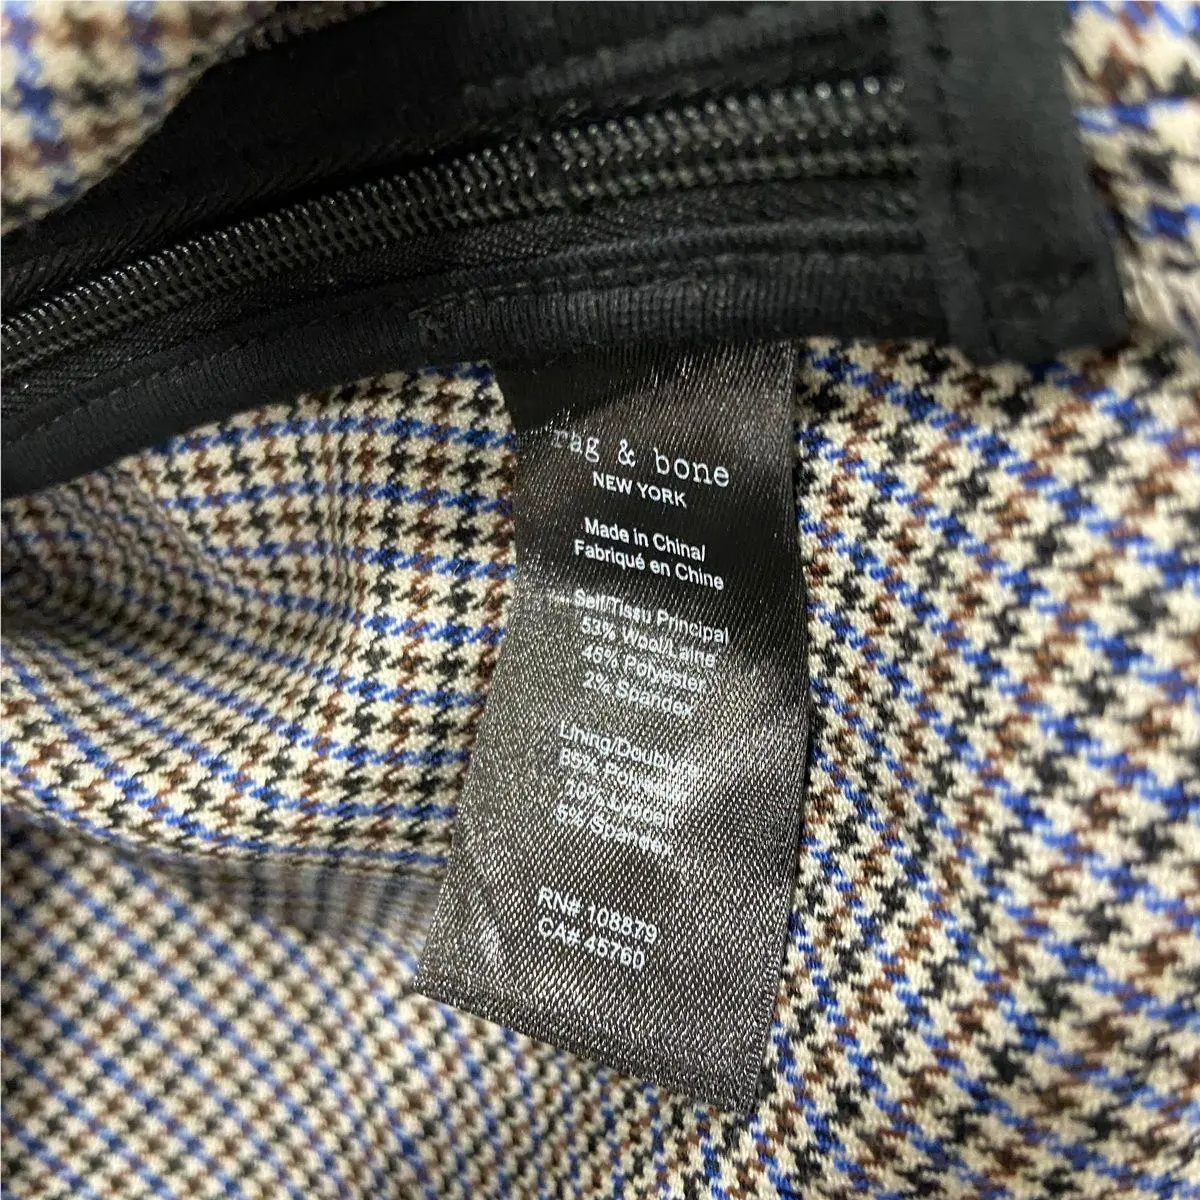 rag & bone
NEW YORK
Made in China/
Fabriqué en Chine
Self/Tissu Principal
53% Wool/Laine
45% Polyester
2% Spandex
Lining/Doublure
85% Polyester
10% Lyocell
5% Spandex
RN# 108879
CA# 45760